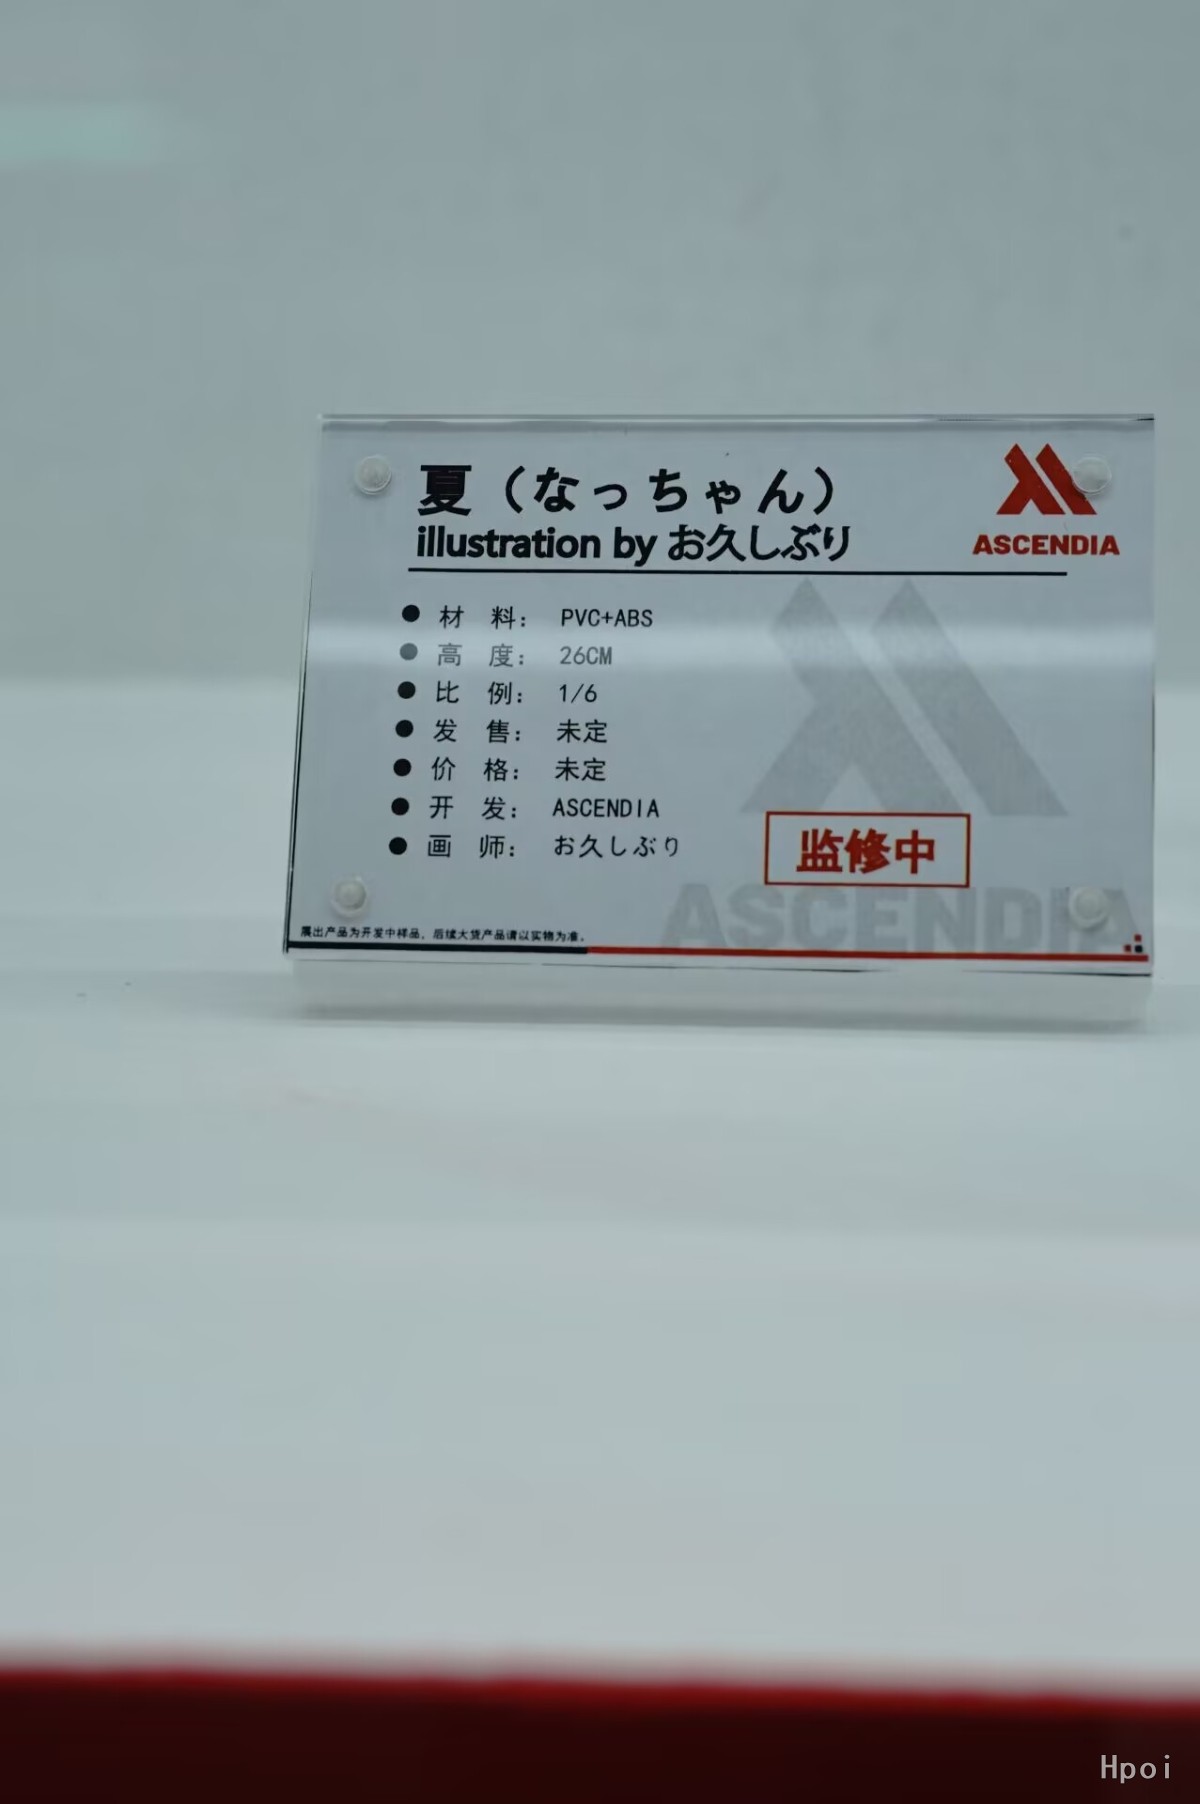 夏（なっちゃん）
illustration by お久しぶり
ASCENDIA
● 材 料： PVC+ABS
● 高 度： 26CM
● 比 例： 1/6
● 发 售： 未定
● 价 格： 未定
● 开 发： ASCENDIA
● 画 师： お久しぶり
监修中
ASCENDIA
展出产品为开发中样品，后续大货产品请以实物为准。
Hpoi